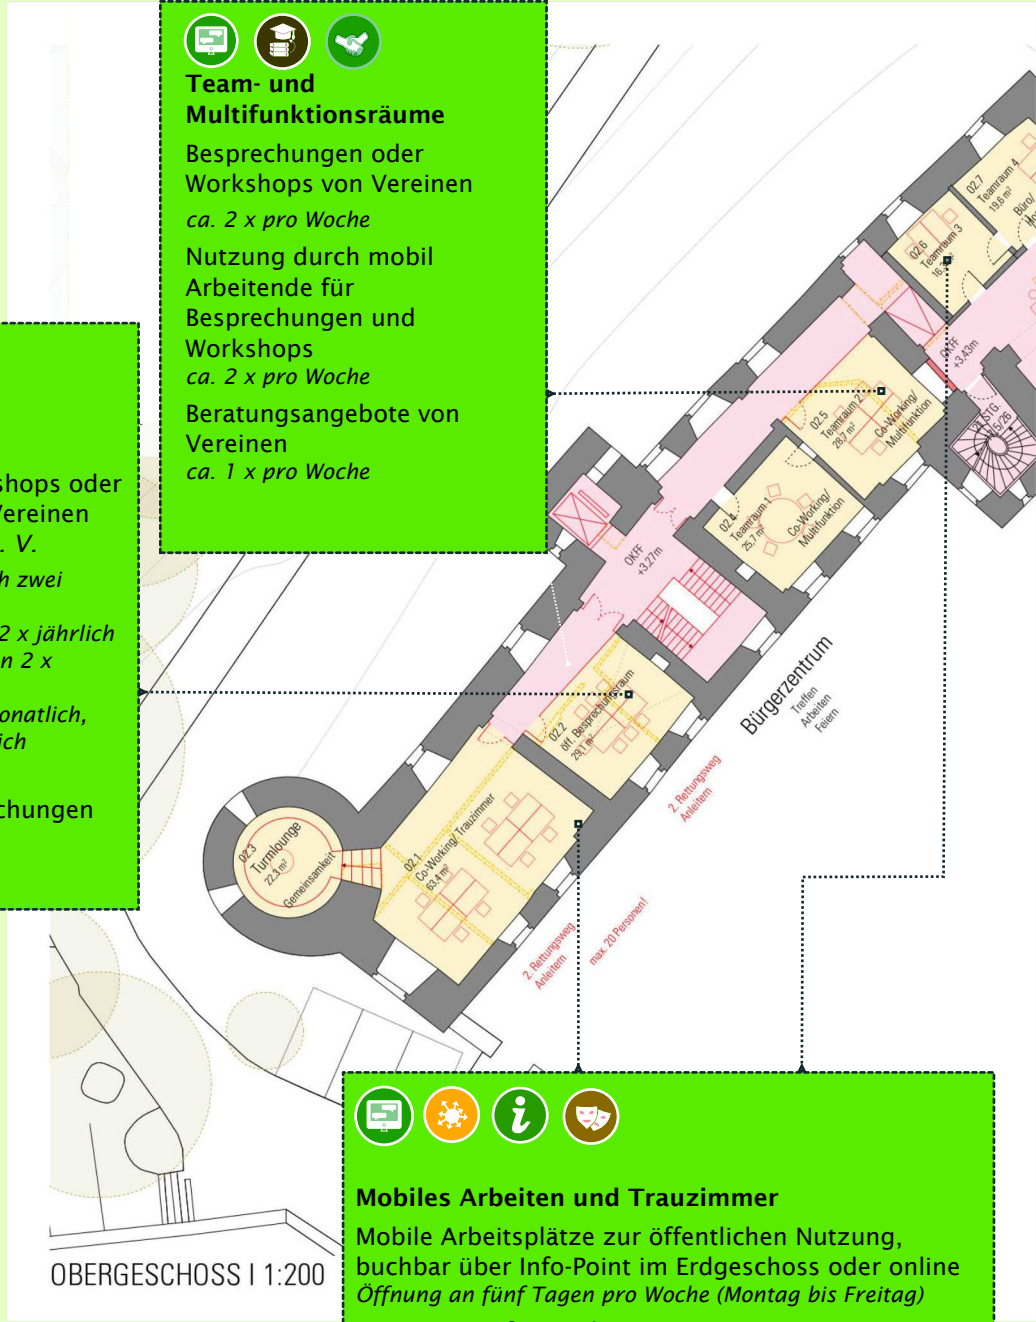 Team- und
Multifunktionsräume
Besprechungen oder
Workshops von Vereinen
ca. 2 x pro Woche
Nutzung durch mobil
Arbeitende für
Besprechungen und
Workshops
ca. 2 x pro Woche
Beratungsangebote von
Vereinen
ca. 1 x pro Woche
shops oder
Vereinen
. V.
h zwei
2 x jährlich
n 2 x
onatlich,
ich
chungen
02.7
Teamraum 4
19,6 m²
Büro/
02.6
Teamraum 3
OKFF
+3,43m
02.5
Teamraum 2
28,7 m²
Co-Working/
Multifunktion
02.4
Teamraum 1
25,7 m²
Co-Working/
Multifunktion
OKFF
+3,27m
02.2
öff. Besprechungsraum
29,1 m²
02.1
Co-Working/ Trauzimmer
63,4 m²
02.3
Turmlounge
22,3 m²
Gemeinsamkeit
Bürgerzentrum
Treffen
Arbeiten
Feiern
2. Rettungsweg
Anleitern
2. Rettungsweg
Anleitern
max. 20 Personen!
OBERGESCHOSS I 1:200
Mobiles Arbeiten und Trauzimmer
Mobile Arbeitsplätze zur öffentlichen Nutzung,
buchbar über Info-Point im Erdgeschoss oder online
Öffnung an fünf Tagen pro Woche (Montag bis Freitag)